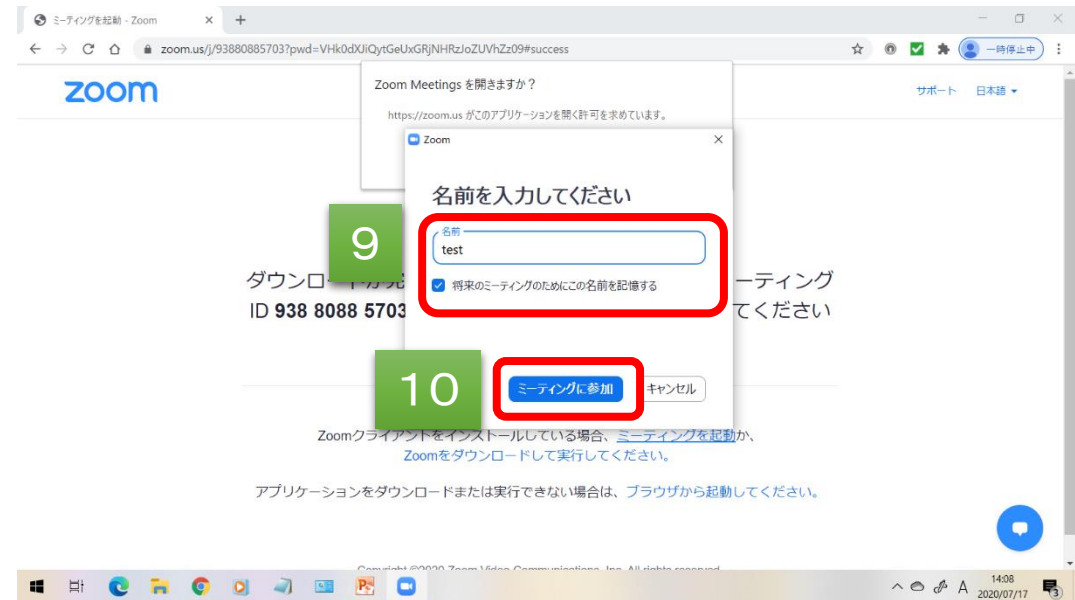 ミーティングを起動 - Zoom
zoom.us/j/93880885703?pwd=VHk0dXJiQytGeUxGRjNHRzJoZUVhZz09#success
一時停止中
zoom
サポート 日本語
Zoom Meetings を開きますか？
https://zoom.us がこのアプリケーションを開く許可を求めています。
Zoom
名前を入力してください
9
名前
test
将来のミーティングのためにこの名前を記憶する
ダウンロー
ーティング
ID 938 8088 5703
てください
10
ミーティングに参加
キャンセル
Zoomクライアントをインストールしている場合、ミーティングを起動か、
Zoomをダウンロードして実行してください。
アプリケーションをダウンロードまたは実行できない場合は、ブラウザから起動してください。
Copyright ©2020 Zoom Video Communications, Inc. All rights reserved.
A
14:08
2020/07/17
3